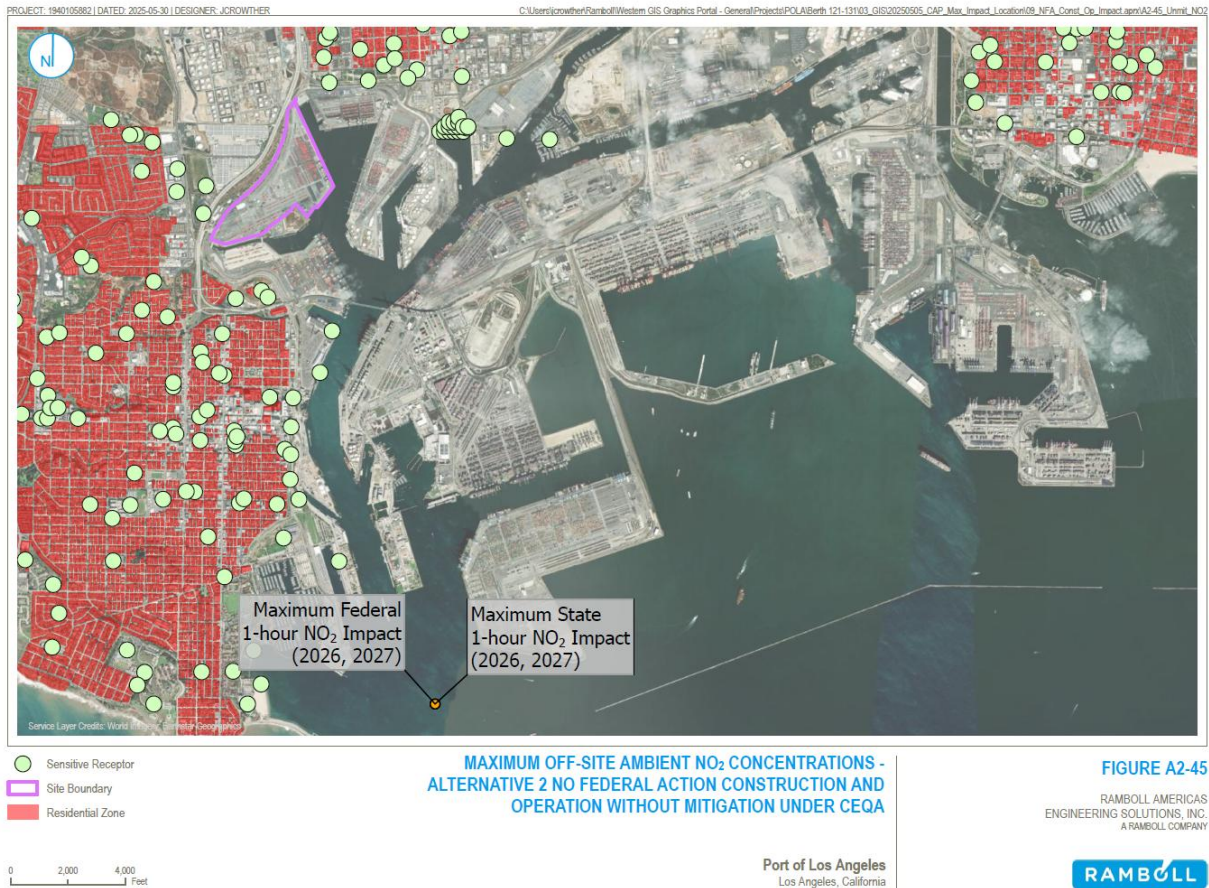 PROJECT: 1940105882 | DATED: 2025-05-30 | DESIGNER: JCROWTHER
C:\Users\jcrowther\Ramboll\Western GIS Graphics Portal - General\Projects\POLA\Berth 121-131\03_GIS\20250505_CAP_Max_Impact_Location\09_NFA_Const_Op_Impact.aprx\A2-45_Unmit_NO2
N
Maximum Federal
1-hour NO₂ Impact
(2026, 2027)
Maximum State
1-hour NO₂ Impact
(2026, 2027)
Service Layer Credits: World
Sensitive Receptor
Site Boundary
Residential Zone
0 2,000 4,000
Feet
MAXIMUM OFF-SITE AMBIENT NO₂ CONCENTRATIONS -
ALTERNATIVE 2 NO FEDERAL ACTION CONSTRUCTION AND
OPERATION WITHOUT MITIGATION UNDER CEQA
Port of Los Angeles
Los Angeles, California
FIGURE A2-45
RAMBOLL AMERICAS
ENGINEERING SOLUTIONS, INC.
A RAMBOLL COMPANY
RAMBOLL